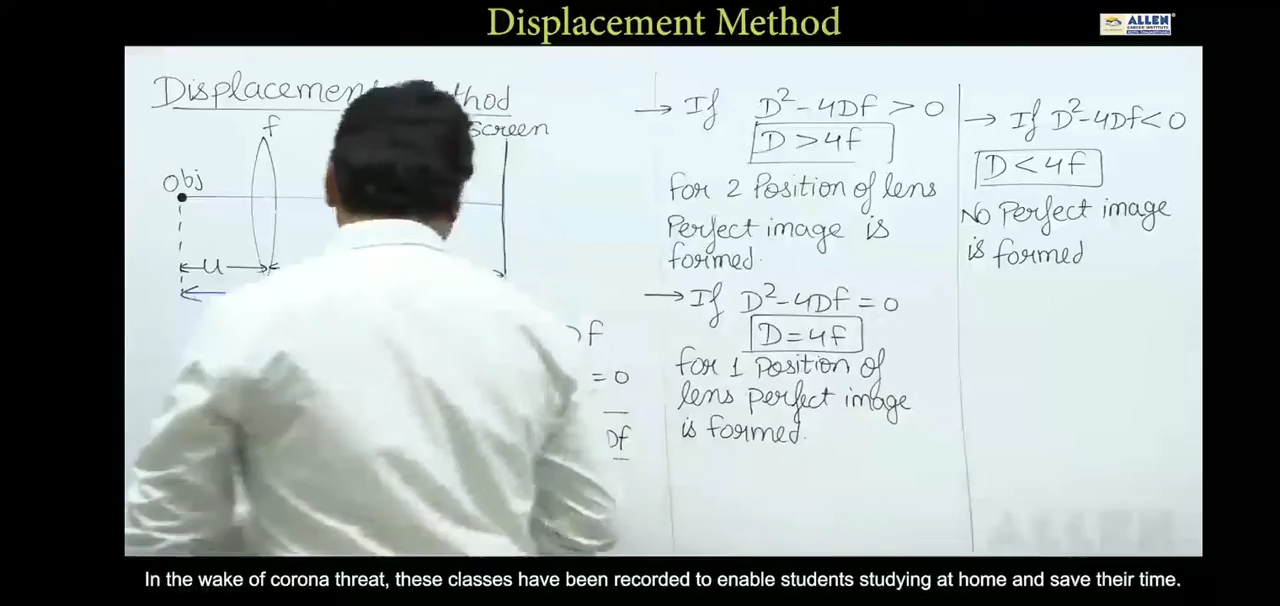 Displacement Method
ALLEN
CAREER INSTITUTE
Screen
f
Obj
u
f
= 0
Df
→ If D² - 4Df > 0
D > 4f
For 2 Position of lens
Perfect image is
formed.
→ If D² - 4Df = 0
D = 4f
for 1 Position of
lens perfect image
is formed.
→ If D² - 4Df < 0
D < 4f
No Perfect image
is formed
In the wake of corona threat, these classes have been recorded to enable students studying at home and save their time.